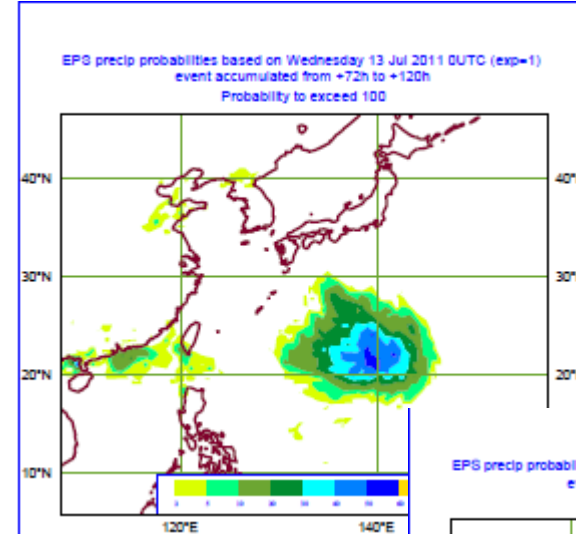 EPS precip probabilities based on Wednesday 13 Jul 2011 0UTC (exp=1)
event accumulated from +72h to +120h
Probability to exceed 100
40°N
40°
30°N
30°
20°N
20°
10°N
120°E
140°E
EPS precip probabili
e